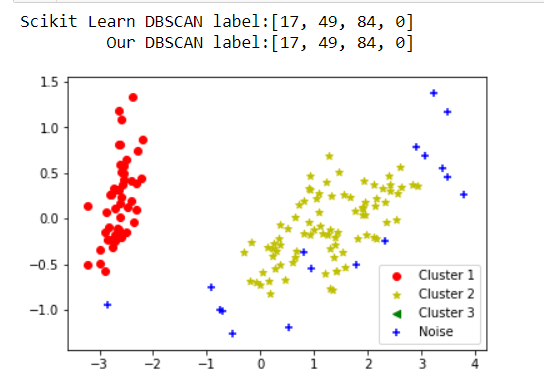 Scikit Learn DBSCAN label:[17, 49, 84, 0]
Our DBSCAN label:[17, 49, 84, 0]
1.5
1.0
0.5
0.0
−0.5
−1.0
Cluster 1
Cluster 2
Cluster 3
Noise
−3 −2 −1 0 1 2 3 4